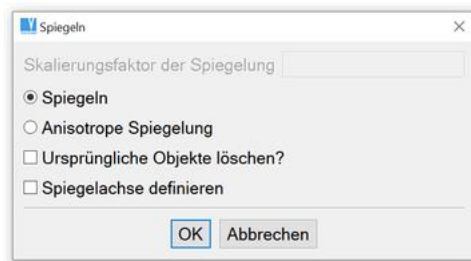 Spiegeln
Skalierungsfaktor der Spiegelung
Spiegeln
Anisotrope Spiegelung
Ursprüngliche Objekte löschen?
Spiegelachse definieren
OK Abbrechen